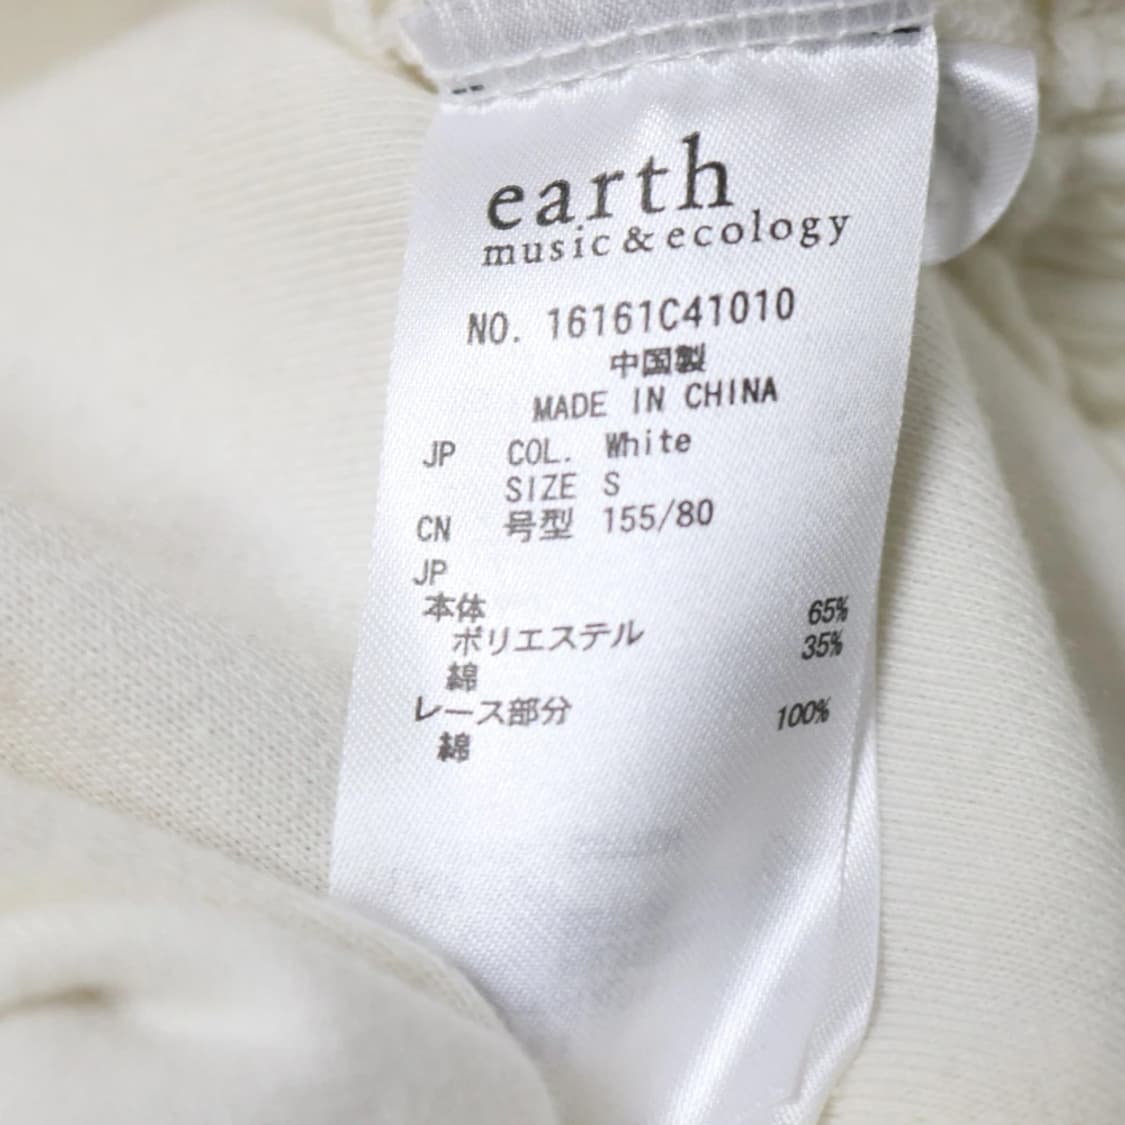 earth
music & ecology
NO. 16161C41010
中国製
MADE IN CHINA
JP COL. White
SIZE S
CN 号型 155/80
JP
本体
ポリエステル 65%
綿 35%
レース部分
綿 100%